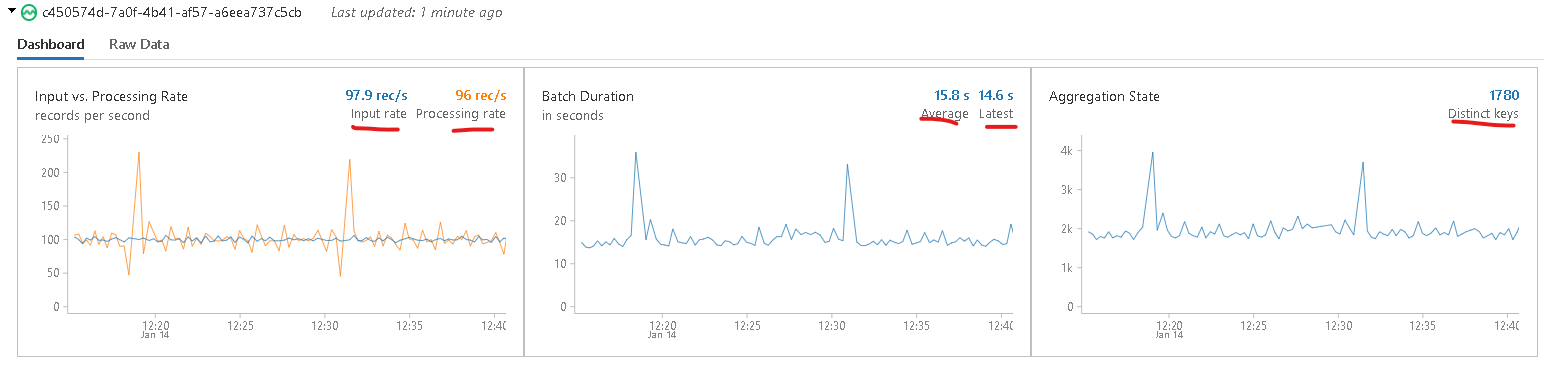 c450574d-7a0f-4b41-af57-a6eea737c5cb Last updated: 1 minute ago
Dashboard Raw Data
Input vs. Processing Rate
records per second
97.9 rec/s 96 rec/s
Input rate Processing rate
250
200
150
100
50
0
12:20 12:25 12:30 12:35 12:40
Jan 14
Batch Duration
in seconds
15.8 s 14.6 s
Average Latest
30
20
10
0
12:20 12:25 12:30 12:35 12:40
Jan 14
Aggregation State
1780
Distinct keys
4k
3k
2k
1k
0
12:20 12:25 12:30 12:35 12:40
Jan 14